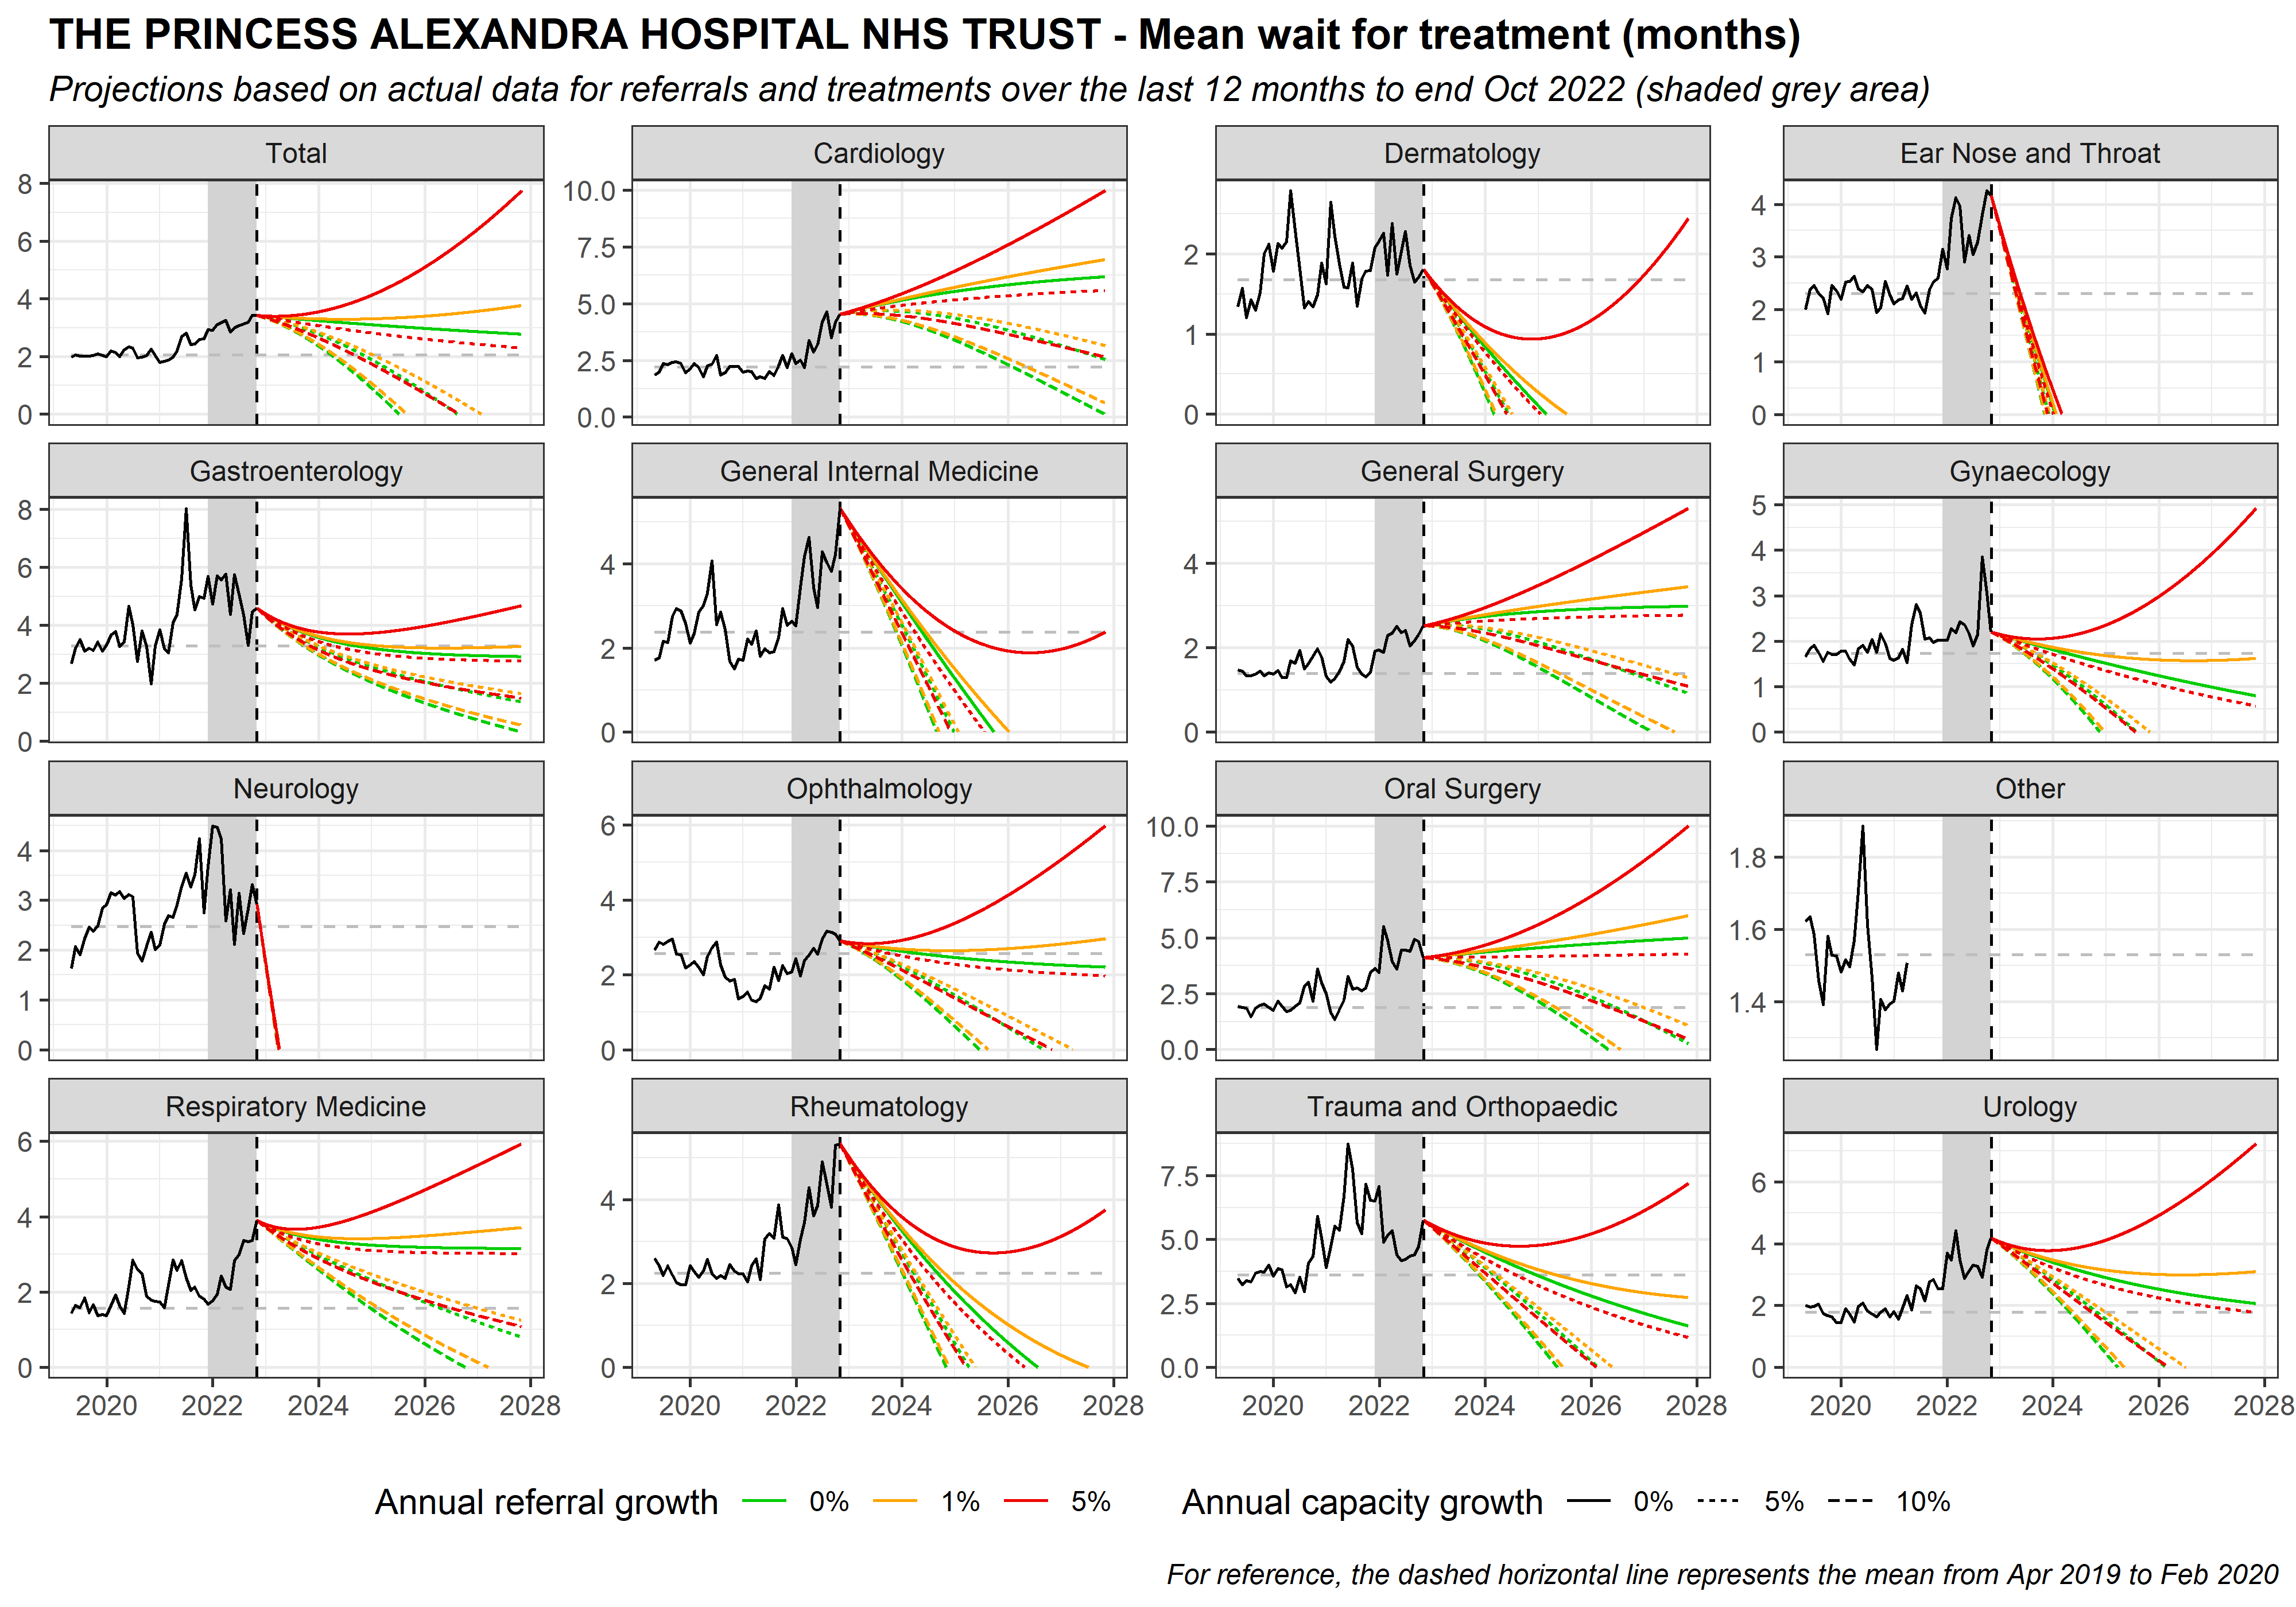 THE PRINCESS ALEXANDRA HOSPITAL NHS TRUST - Mean wait for treatment (months)
Projections based on actual data for referrals and treatments over the last 12 months to end Oct 2022 (shaded grey area)
Total
Cardiology
Dermatology
Ear Nose and Throat
8
6
4
2
0
10.0
7.5
5.0
2.5
0.0
2
1
0
4
3
2
1
0
Gastroenterology
General Internal Medicine
General Surgery
Gynaecology
8
6
4
2
0
4
2
0
4
2
0
5
4
3
2
1
0
Neurology
Ophthalmology
Oral Surgery
Other
4
3
2
1
0
6
4
2
0
10.0
7.5
5.0
2.5
0.0
1.8
1.6
1.4
Respiratory Medicine
Rheumatology
Trauma and Orthopaedic
Urology
6
4
2
0
4
2
0
7.5
5.0
2.5
0.0
6
4
2
0
2020 2022 2024 2026 2028
2020 2022 2024 2026 2028
2020 2022 2024 2026 2028
2020 2022 2024 2026 2028
Annual referral growth 0% 1% 5%
Annual capacity growth 0% 5% 10%
For reference, the dashed horizontal line represents the mean from Apr 2019 to Feb 2020